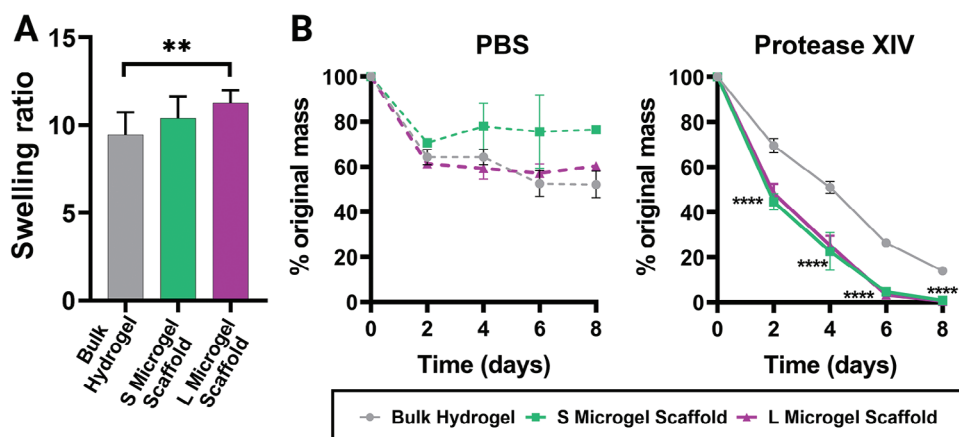 A
Swelling ratio
15
10
5
0
**
Bulk
Hydrogel
S Microgel
Scaffold
L Microgel
Scaffold
B
PBS
% original mass
100
80
60
40
20
0
0 2 4 6 8
Time (days)
Protease XIV
% original mass
100
80
60
40
20
0
****
****
****
****
0 2 4 6 8
Time (days)
Bulk Hydrogel S Microgel Scaffold L Microgel Scaffold